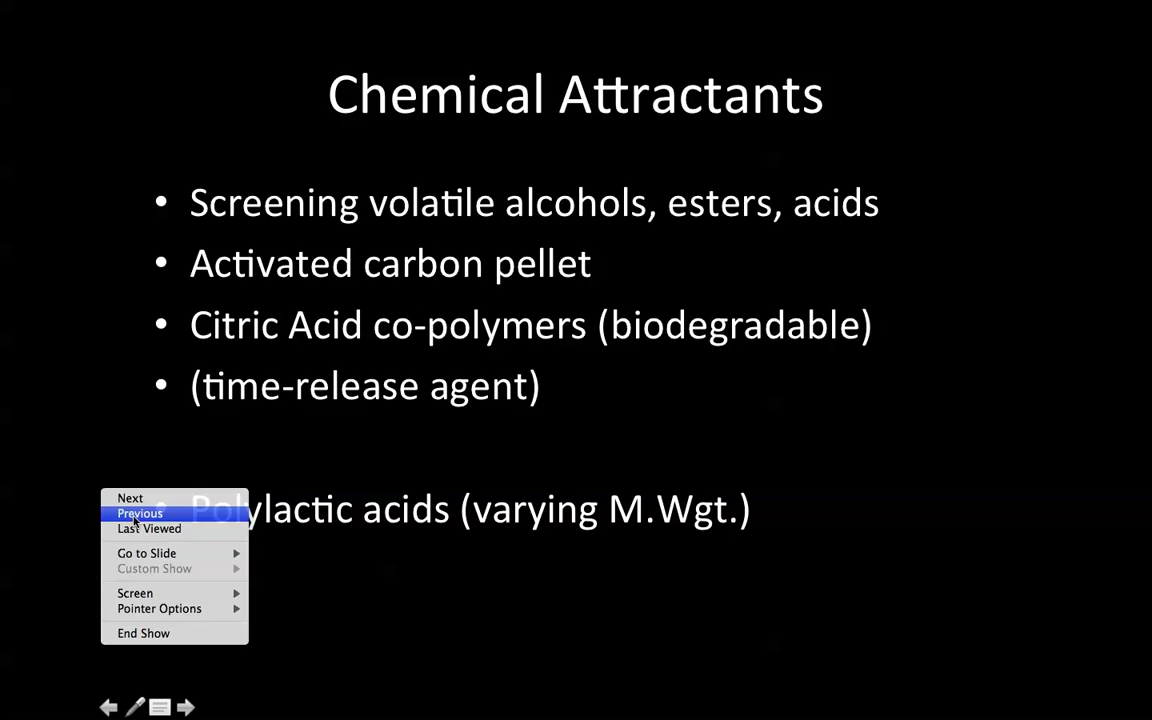 Chemical Attractants
• Screening volatile alcohols, esters, acids
• Activated carbon pellet
• Citric Acid co-polymers (biodegradable)
• (time-release agent)
• Polylactic acids (varying M.Wgt.)
Next
Previous
Last Viewed
Go to Slide
Custom Show
Screen
Pointer Options
End Show